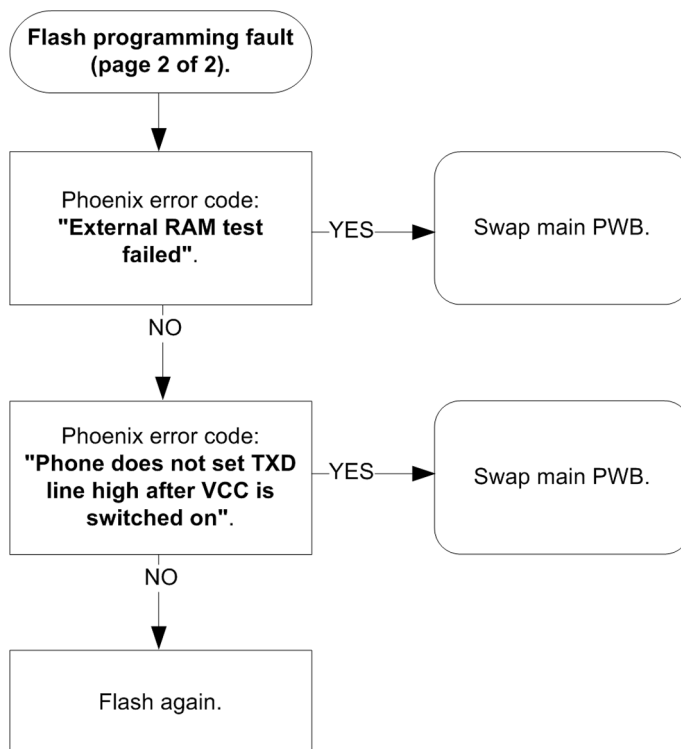 Flash programming fault
(page 2 of 2).
Phoenix error code:
"External RAM test
failed".
YES
Swap main PWB.
NO
Phoenix error code:
"Phone does not set TXD
line high after VCC is
switched on".
YES
Swap main PWB.
NO
Flash again.